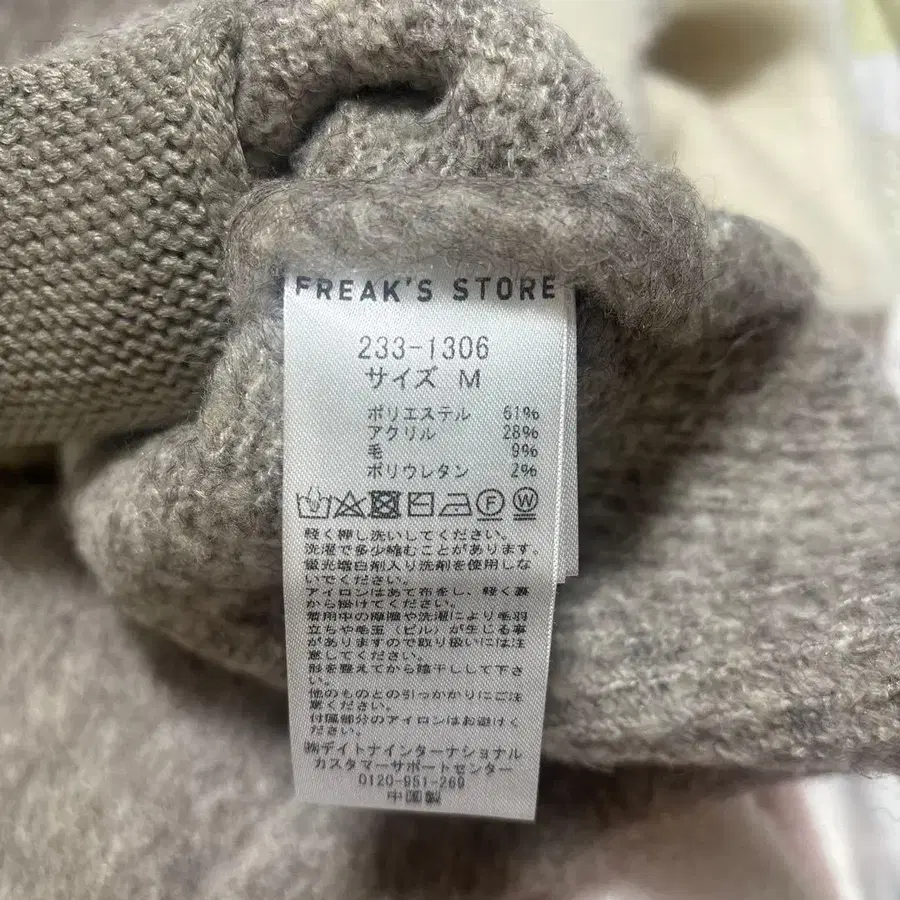 FREAK'S STORE
233-1306
サイズ M
ポリエステル 61%
アクリル 28%
毛 9%
ポリウレタン 2%
F W
軽く押し洗いしてください。
洗濯で多少縮むことがあります。
蛍光増白剤入り洗剤を使用しな
いでください。
アイロンはあて布をし、軽く裏
から掛けてください。
着用中の摩擦や洗濯により毛羽
立ちや毛玉（ピル）が生じる事
がありますので取り扱いには注
意してください。
形を整えてから陰干しして下さ
い。
他のものとの引っかかりにご注
意ください。
付属部分のアイロンはお避けく
ださい。
㈱デイトナインターナショナル
カスタマーサポートセンター
0120-951-269
中国製